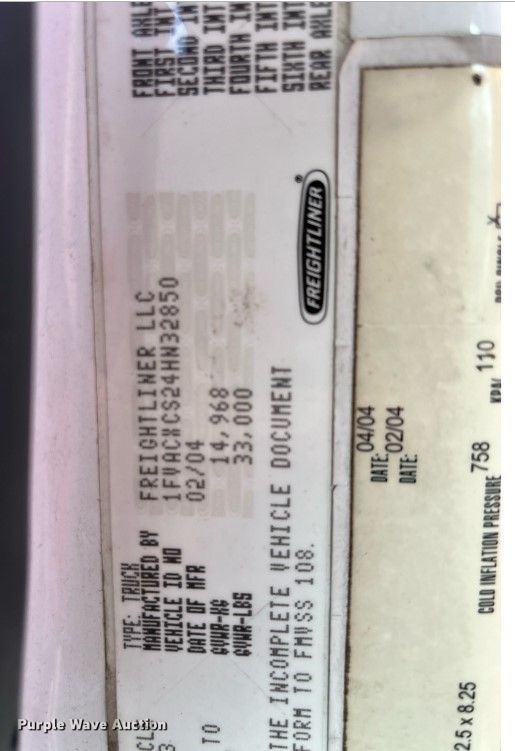 TYPE: TRUCK
MANUFACTURED BY FREIGHTLINER LLC
VEHICLE ID NO 1FVACXCS24HN32850
DATE OF MFR 02/04
GVWR-KG 14,968
GVWR-LBS 33,000
THE INCOMPLETE VEHICLE DOCUMENT
FORM TO FMVSS 108.
TO
FREIGHTLINER
FRONT AXLE
FIRST INT
SECOND INT
THIRD INT
FOURTH INT
FIFTH INT
SIXTH INT
REAR AXLE
04/04
DATE: 02/04
DATE:
COLD INFLATION PRESSURE 758 KPA/ 110
2.5 x 8.25
Purple Wave Auction